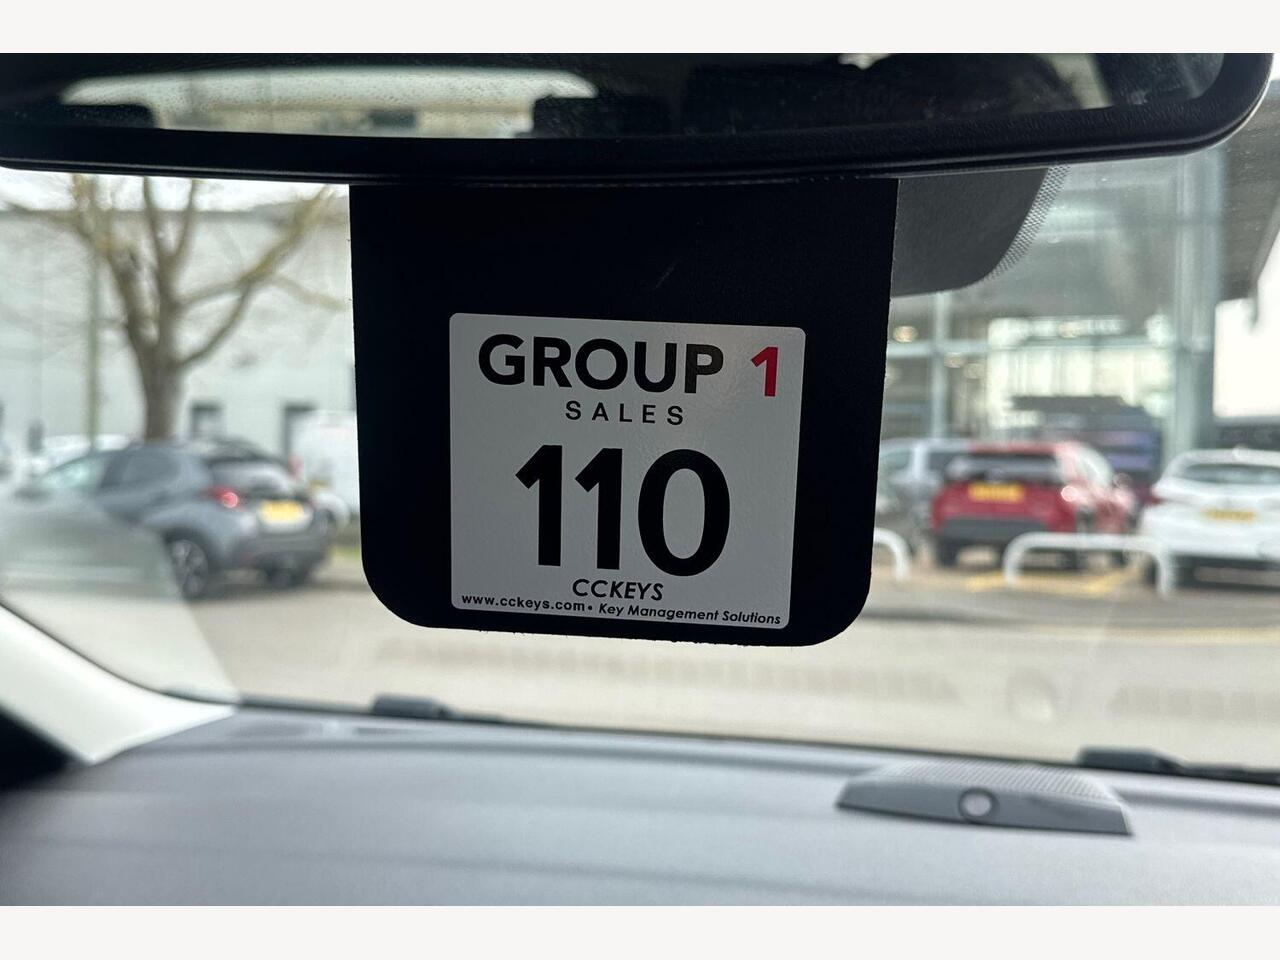 GROUP 1
SALES
110
CCKEYS
www.cckeys.com• Key Management Solutions